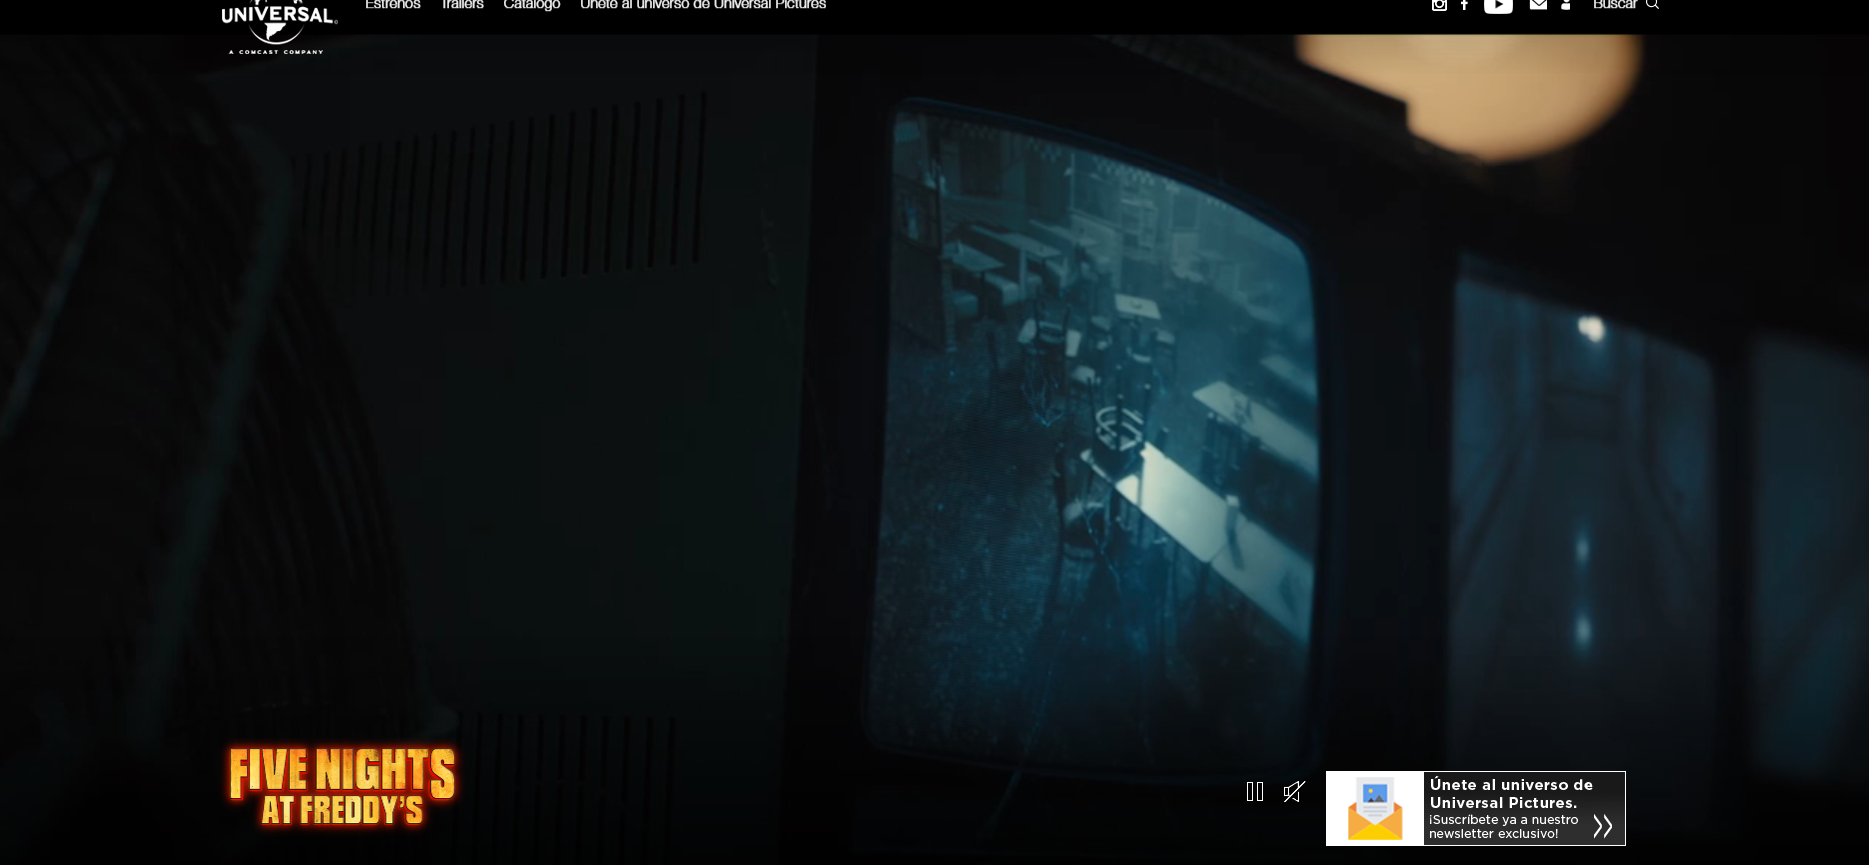 UNIVERSAL
A COMCAST COMPANY
Estrenos Trailers Catálogo Únete al universo de Universal Pictures Buscar
FIVE NIGHTS
AT FREDDY'S
Únete al universo de
Universal Pictures.
¡Suscríbete ya a nuestro
newsletter exclusivo!